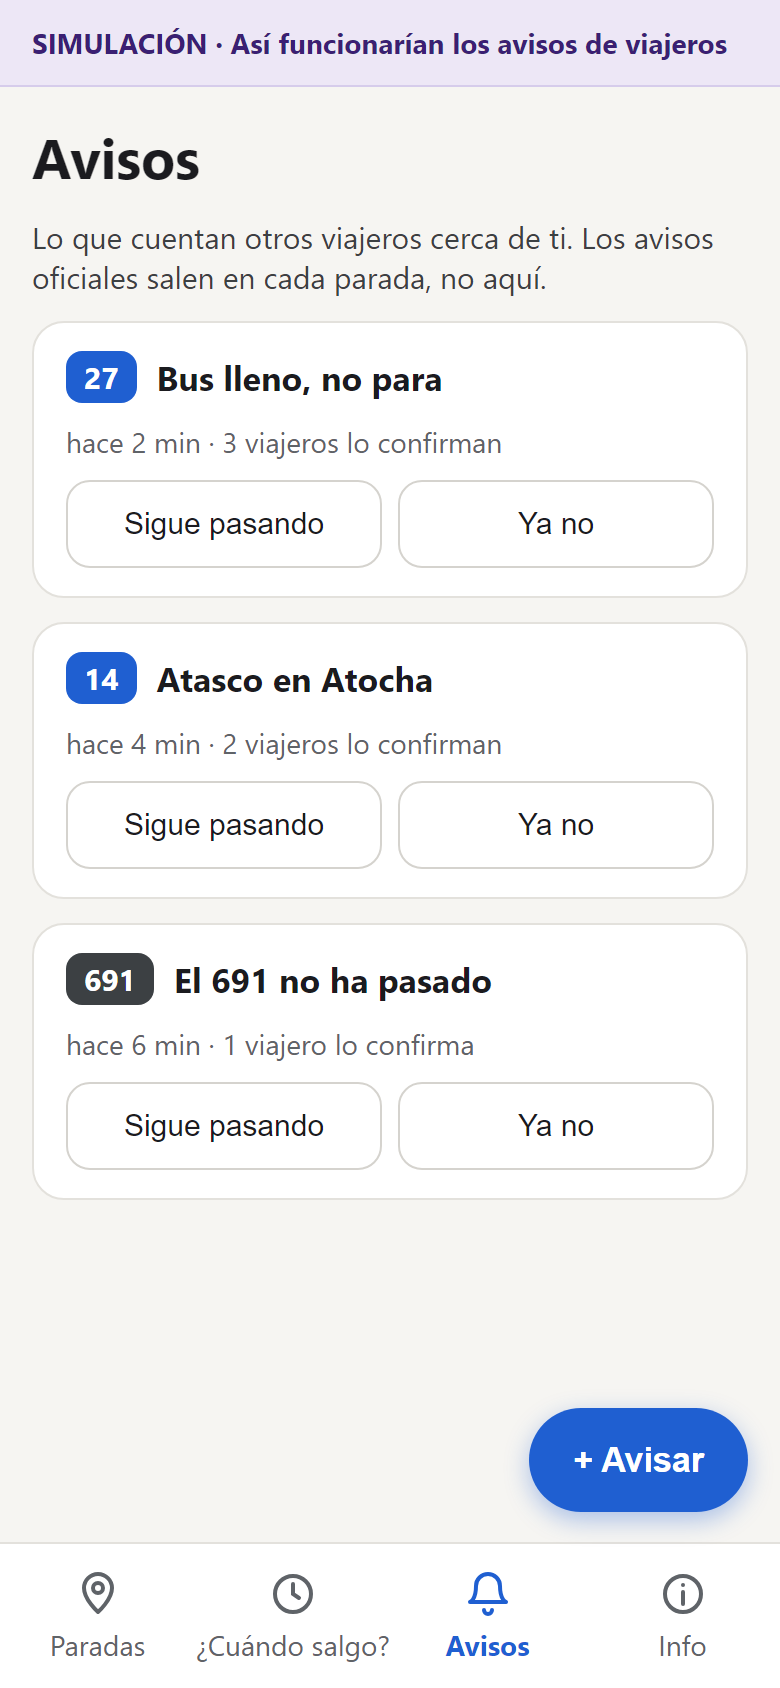 SIMULACIÓN · Así funcionarían los avisos de viajeros
Avisos
Lo que cuentan otros viajeros cerca de ti. Los avisos
oficiales salen en cada parada, no aquí.
27 Bus lleno, no para
hace 2 min · 3 viajeros lo confirman
Sigue pasando Ya no
14 Atasco en Atocha
hace 4 min · 2 viajeros lo confirman
Sigue pasando Ya no
691 El 691 no ha pasado
hace 6 min · 1 viajero lo confirma
Sigue pasando Ya no
+ Avisar
Paradas ¿Cuándo salgo? Avisos Info